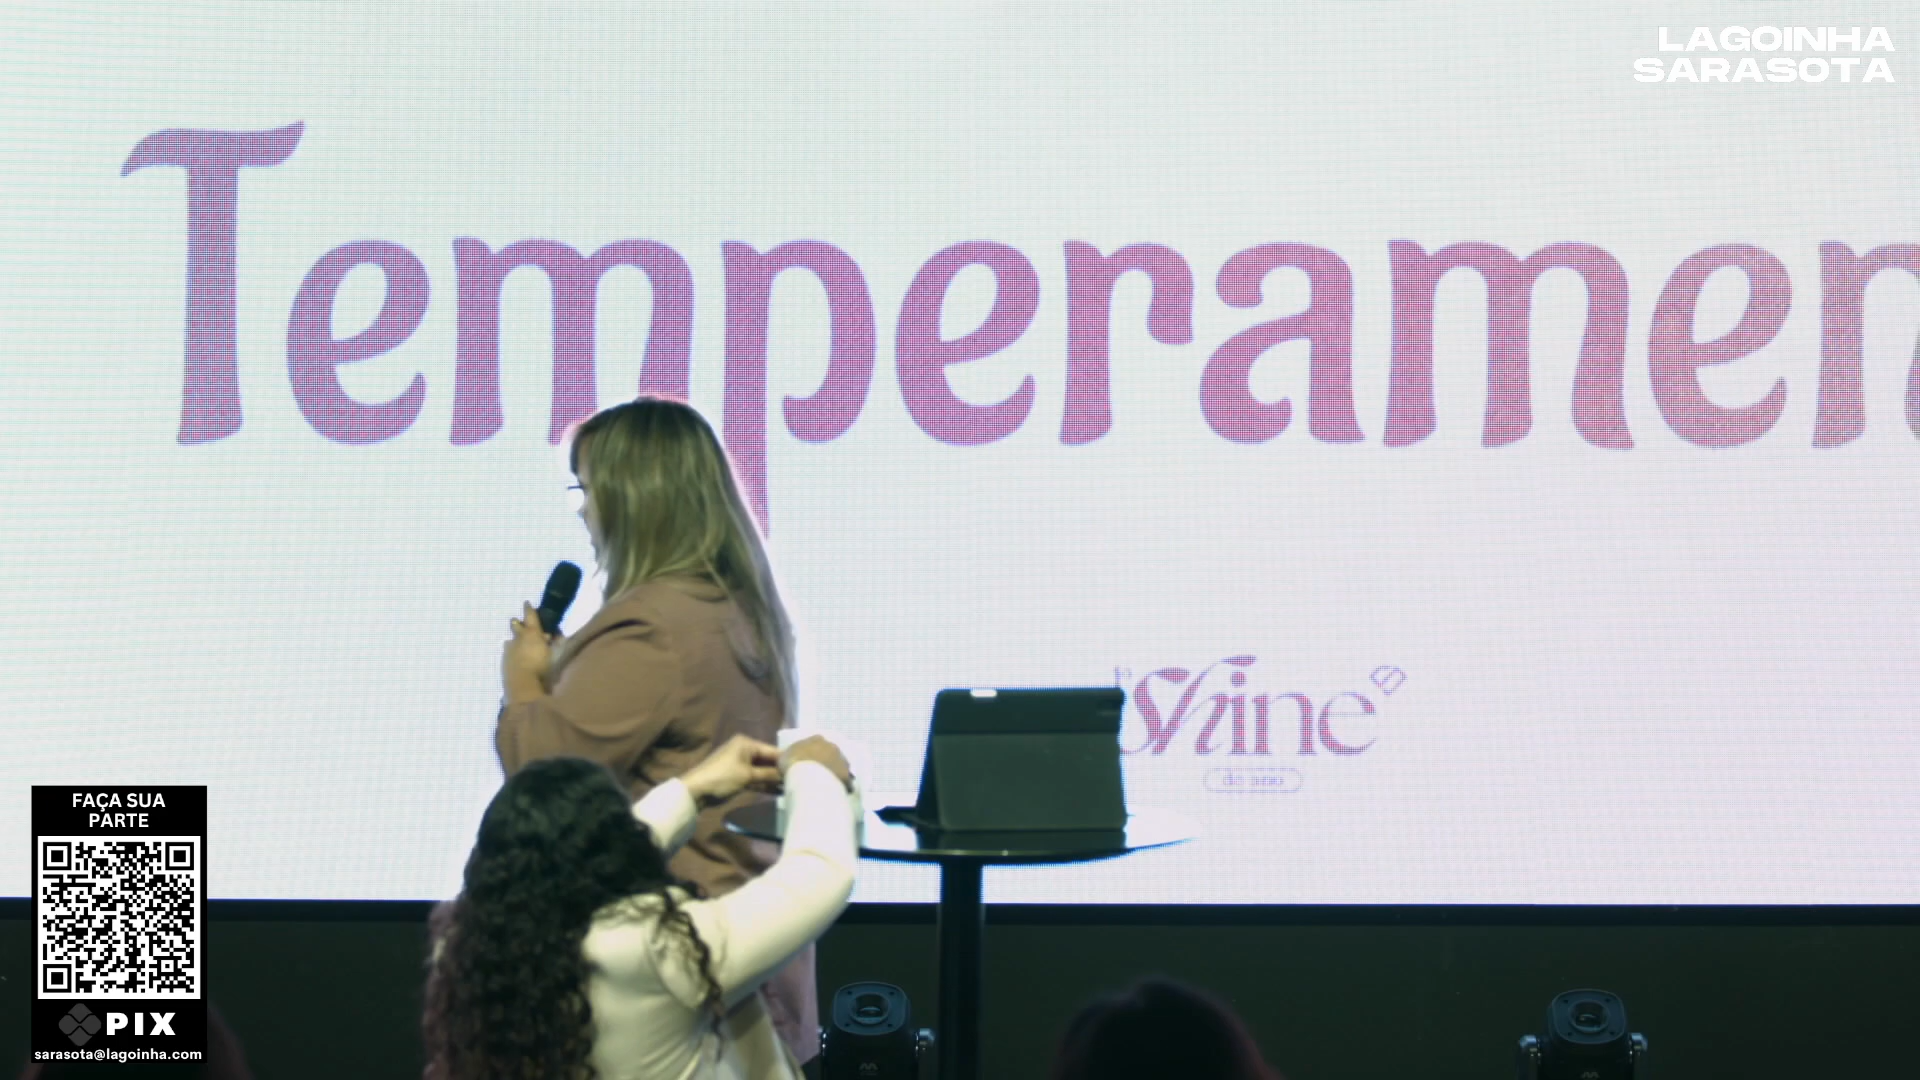 LAGOINHA
SARASOTA
Temperamen
Shine
FAÇA SUA
PARTE
PIX
sarasota@lagoinha.com